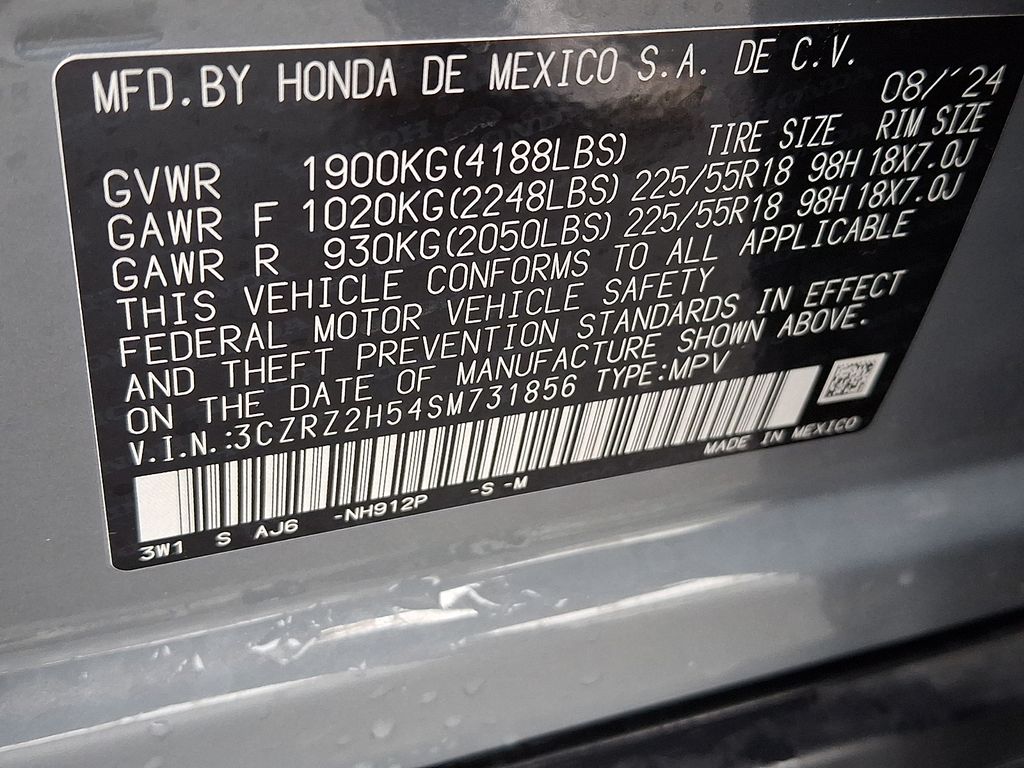 MFD.BY HONDA DE MEXICO S.A. DE C.V.
08/'24
GVWR 1900KG(4188LBS) TIRE SIZE RIM SIZE
GAWR F 1020KG(2248LBS) 225/55R18 98H 18X7.0J
GAWR R 930KG(2050LBS) 225/55R18 98H 18X7.0J
THIS VEHICLE CONFORMS TO ALL APPLICABLE
FEDERAL MOTOR VEHICLE SAFETY
AND THEFT PREVENTION STANDARDS IN EFFECT
ON THE DATE OF MANUFACTURE SHOWN ABOVE.
V.I.N.:3CZRZ2H54SM731856 TYPE:MPV
MADE IN MEXICO
3W1 S AJ6 -NH912P -S -M